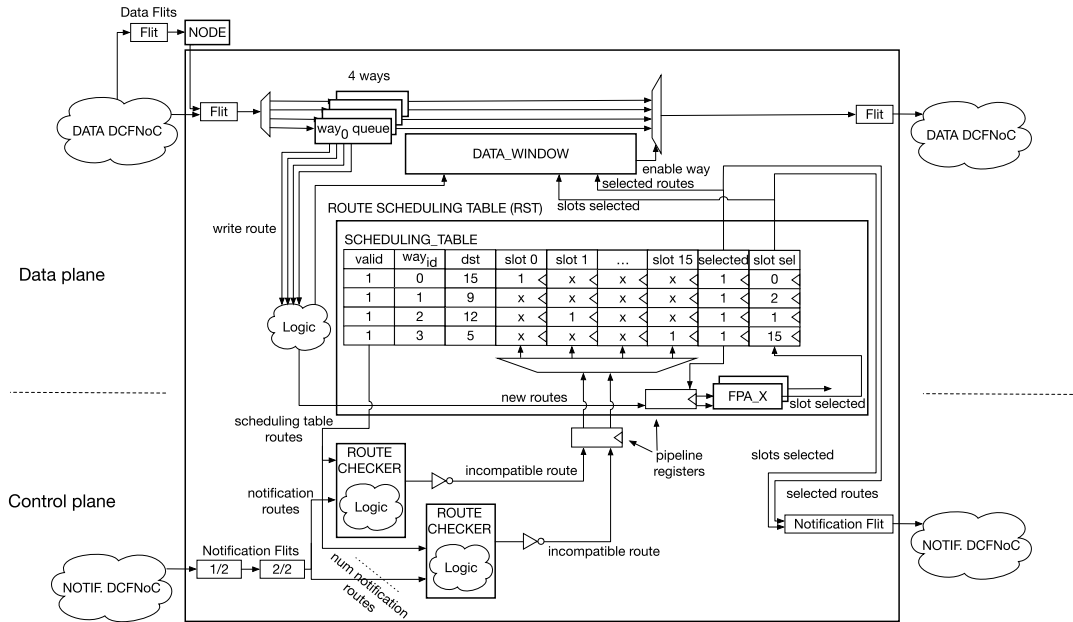 Data Flits
Flit
NODE
4 ways
DATA DCFNoC
Flit
way0 queue
Flit
DATA DCFNoC
DATA_WINDOW
enable way
selected routes
slots selected
write route
ROUTE SCHEDULING TABLE (RST)
SCHEDULING_TABLE
valid wayid dst slot 0 slot 1 ... slot 15 selected slot sel
1 0 15 1 x x x 1 0
1 1 9 x x x x 1 2
1 2 12 x 1 x x 1 1
1 3 5 x x x 1 1 15
Data plane
Logic
new routes
FPA_X
slot selected
scheduling table
routes
pipeline
registers
slots selected
ROUTE
CHECKER
Logic
incompatible route
notification
routes
selected routes
Control plane
ROUTE
CHECKER
Logic
incompatible route
Notification Flit
NOTIF. DCFNoC
Notification Flits
1/2
2/2
NOTIF. DCFNoC
num notification
routes